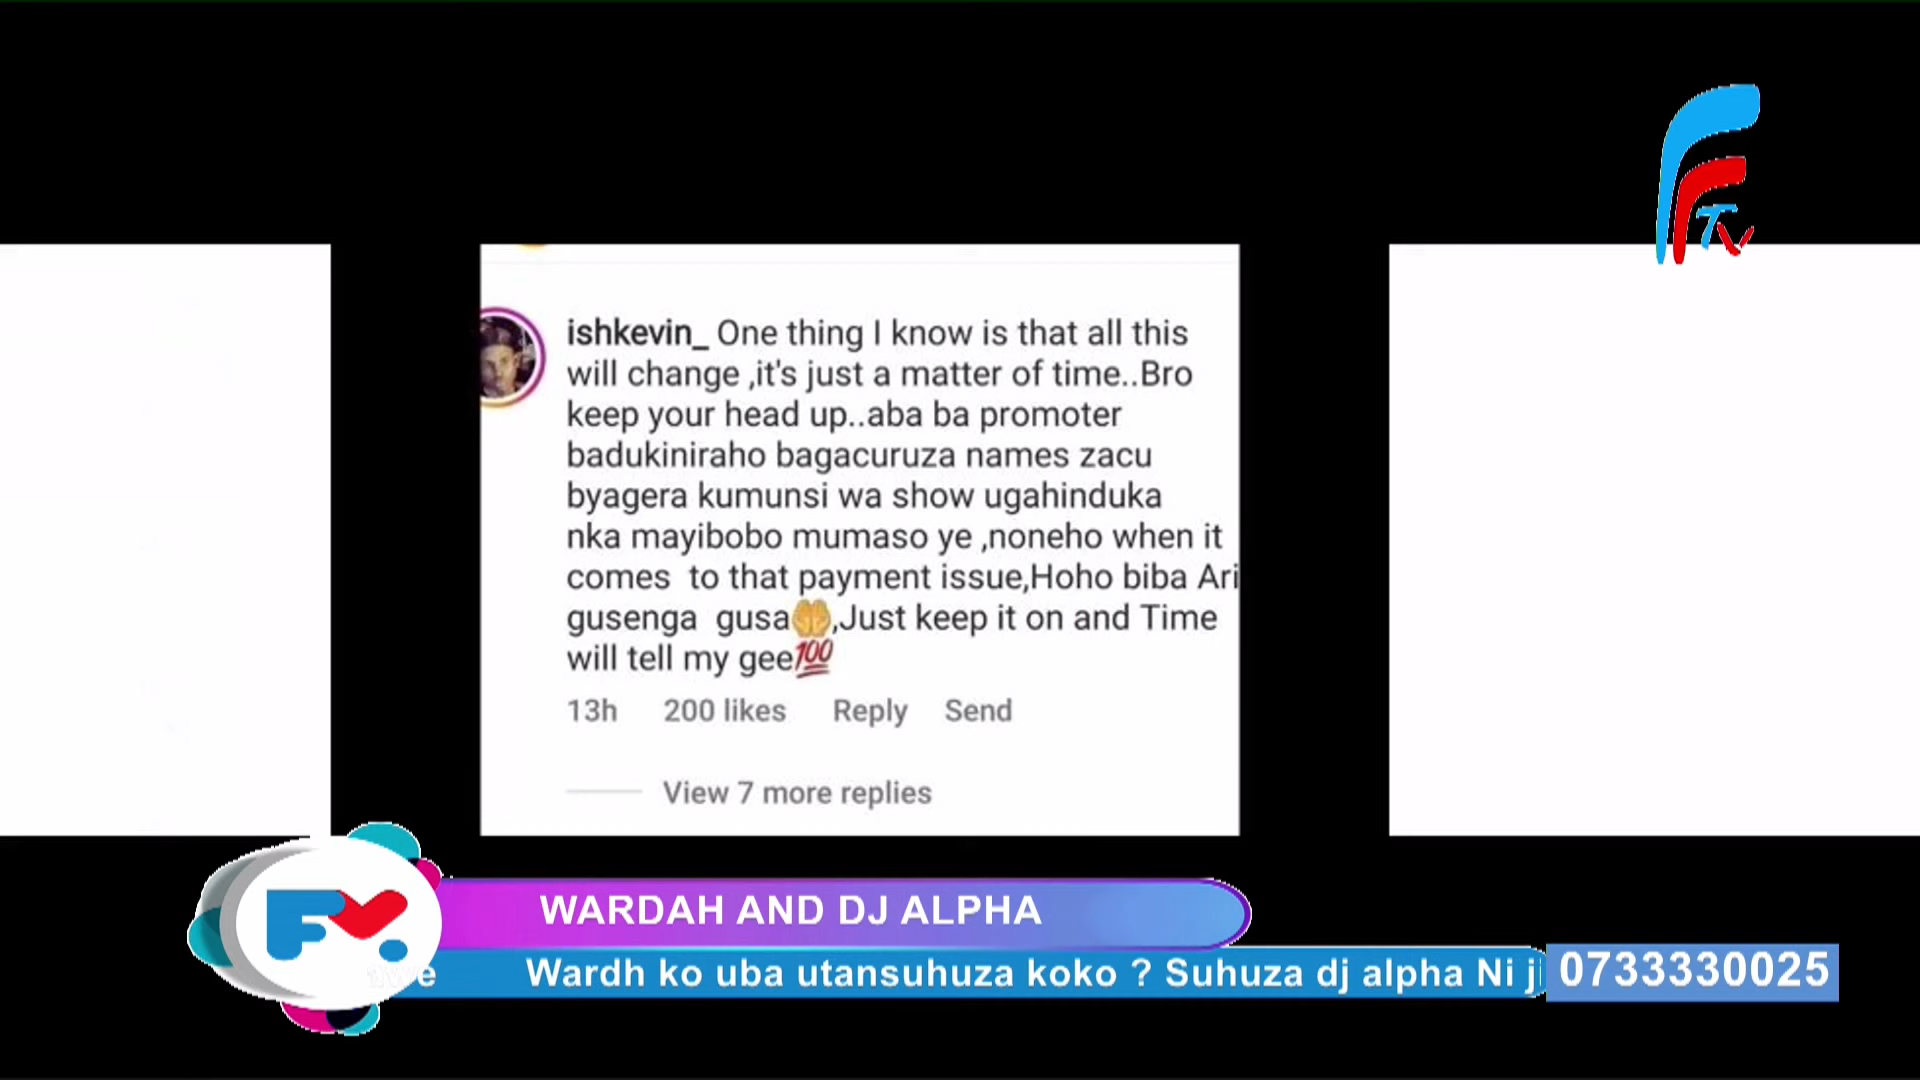 TV
ishkevin_ One thing I know is that all this
will change ,it's just a matter of time..Bro
keep your head up..aba ba promoter
badukiniraho bagacuruza names zacu
byagera kumunsi wa show ugahinduka
nka mayibobo mumaso ye ,noneho when it
comes to that payment issue,Hoho biba Ari
gusenga gusa🤲,Just keep it on and Time
will tell my gee💯
13h 200 likes Reply Send
View 7 more replies
WARDAH AND DJ ALPHA
Wardh ko uba utansuhuza koko ? Suhuza dj alpha Ni
0733330025